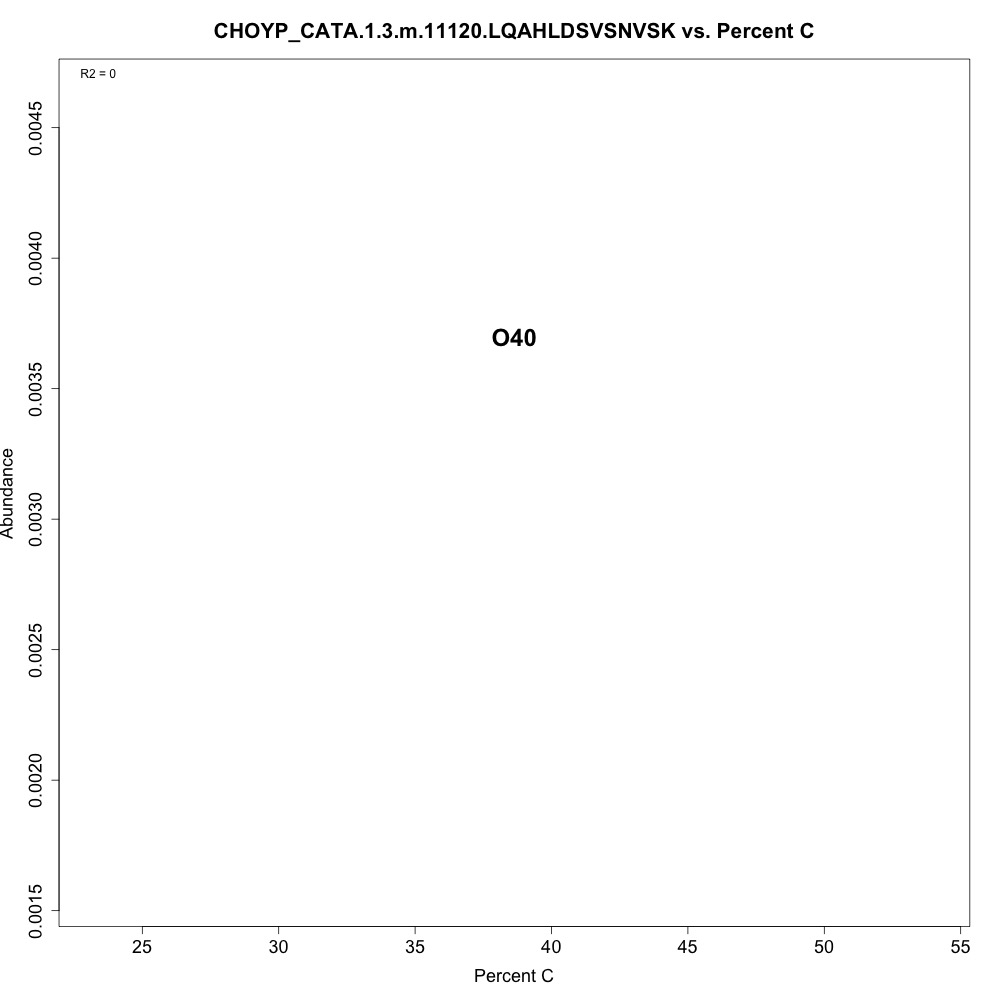 CHOYP_CATA.1.3.m.11120.LQAHLDSVSNVSK vs. Percent C
R2 = 0
0.0045
0.0040
O40
0.0035
Abundance
0.0030
0.0025
0.0020
0.0015
25 30 35 40 45 50 55
Percent C